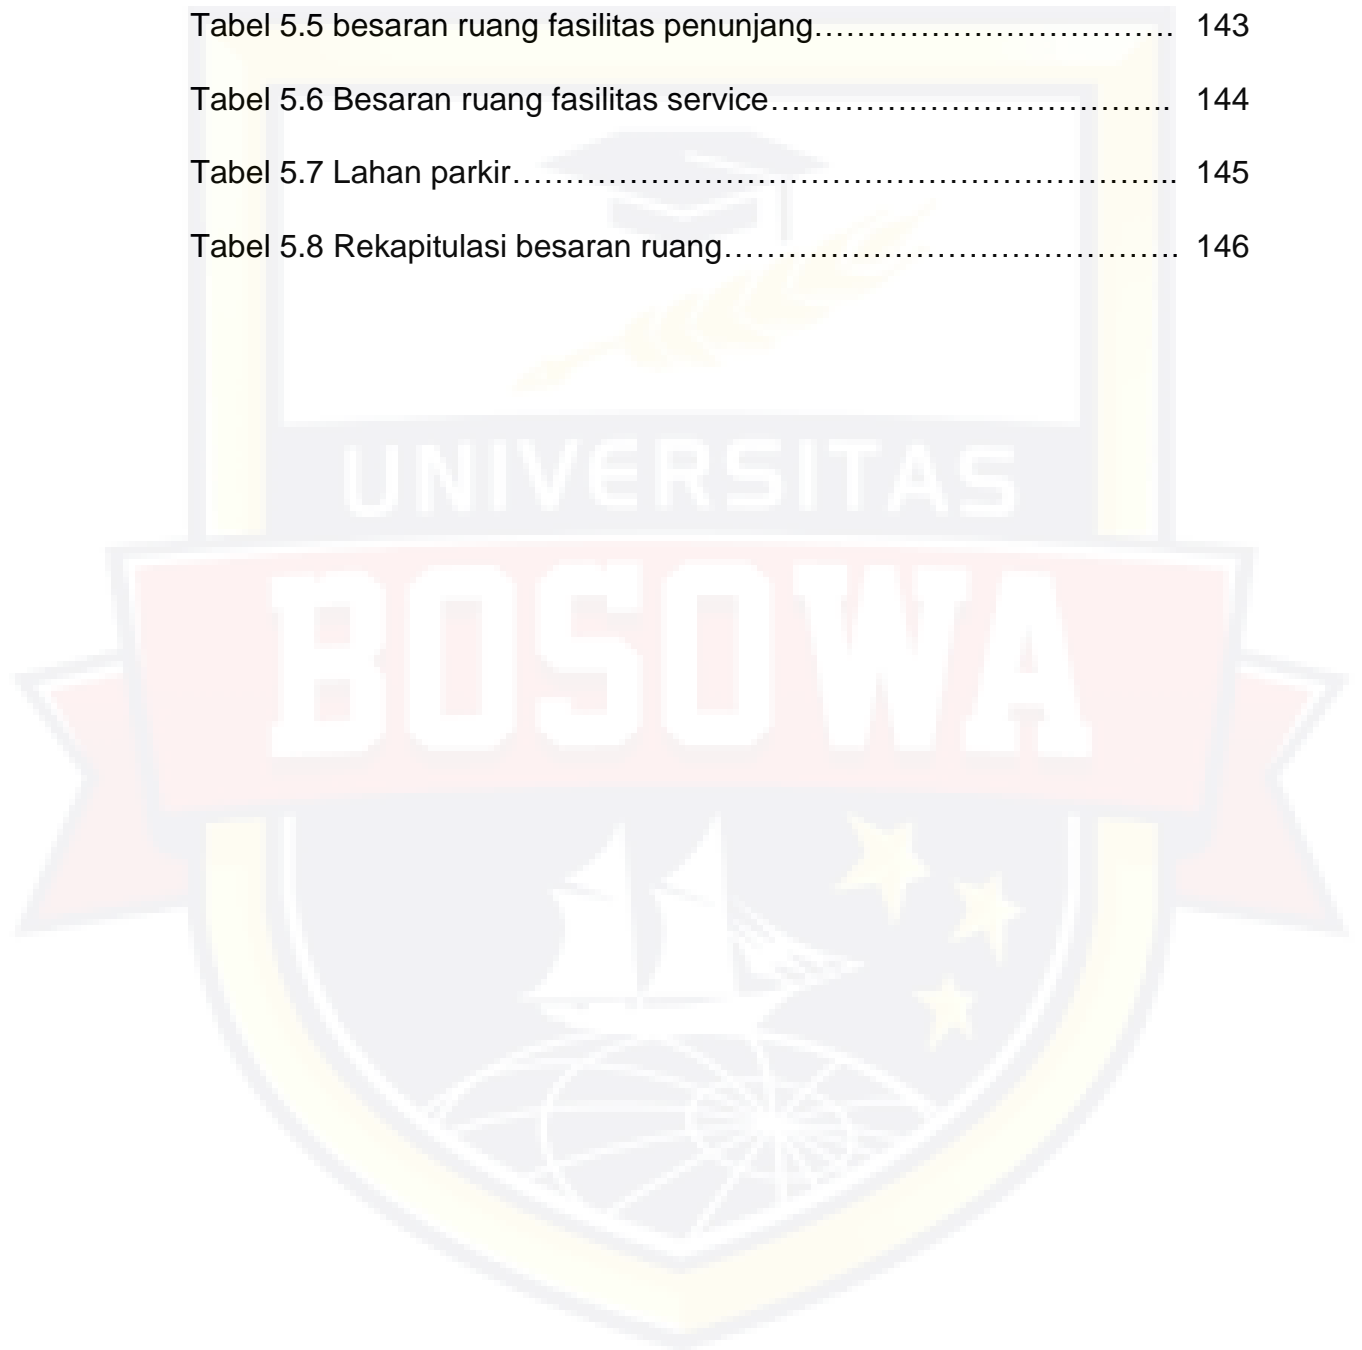 Tabel 5.5 besaran ruang fasilitas penunjang……………………………. 143
Tabel 5.6 Besaran ruang fasilitas service……………………………….. 144
Tabel 5.7 Lahan parkir……………………………………………………... 145
Tabel 5.8 Rekapitulasi besaran ruang……………………………………. 146
UNIVERSITAS
BOSOWA